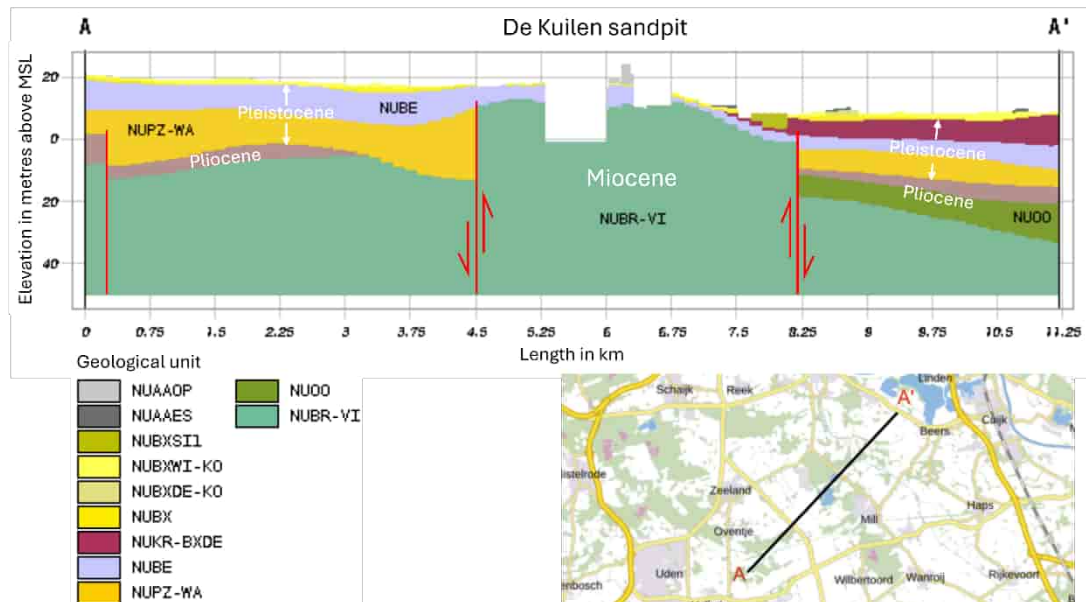 A De Kuilen sandpit A'
Elevation in metres above MSL
20
0
20
40
NUPZ-WA
Pliocene
Pleistocene
NUBE
Miocene
NUBR-VI
Pleistocene
Pliocene
NUOO
0 0.75 1.5 2.25 3 3.75 4.5 5.25 6 6.75 7.5 8.25 9 9.75 10.5 11.25
Length in km
Geological unit
NUAAOP
NUAAES
NUBXSI1
NUBXWI-KO
NUBXDE-KO
NUBX
NUKR-BXDE
NUBE
NUPZ-WA
NUOO
NUBR-VI
Linden
Schaijk Reek
A'
Cuijk
Beers
istelrode
Zeeland
Haps
Oventje
Mill
Uden
A
enbosch
Wilbertoord Wanroij Rijkevoort